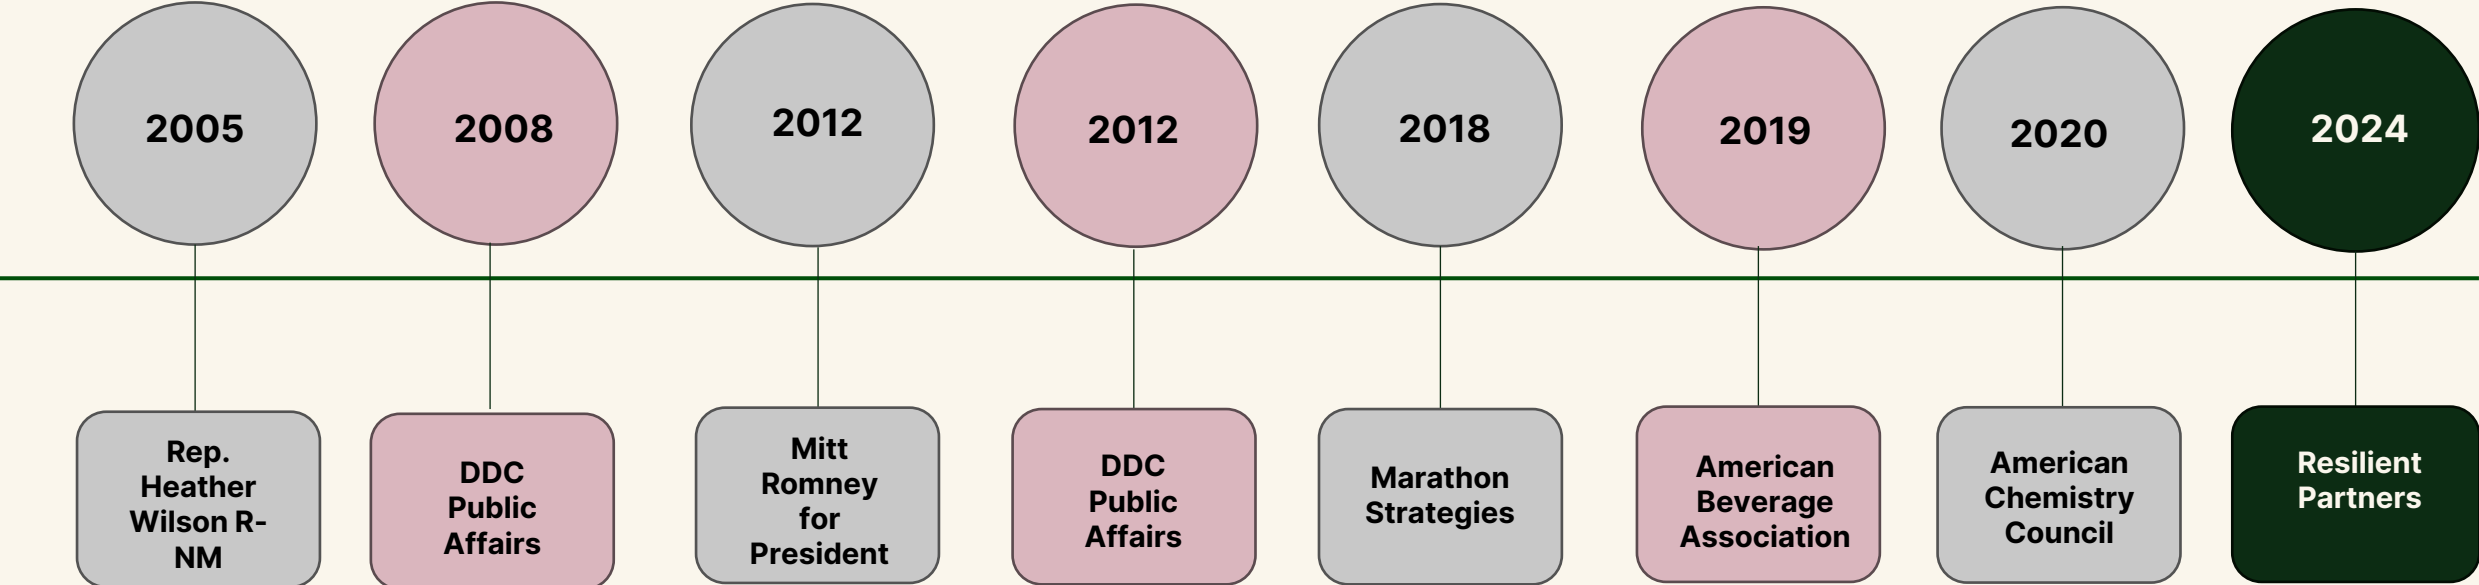 2005
2008
2012
2012
2018
2019
2020
2024
Rep.
Heather
Wilson R-
NM
DDC
Public
Affairs
Mitt
Romney
for
President
DDC
Public
Affairs
Marathon
Strategies
American
Beverage
Association
American
Chemistry
Council
Resilient
Partners